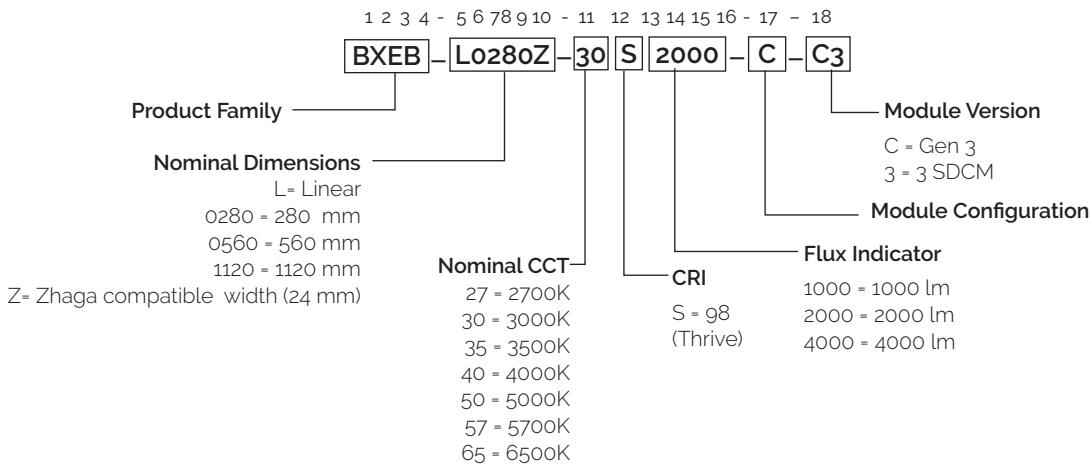 1 2 3 4 - 5 6 78 9 10 - 11 12 13 14 15 16 - 17 - 18
BXEB - L0280Z - 30 S 2000 - C - C3
Product Family
Nominal Dimensions
L= Linear
0280 = 280 mm
0560 = 560 mm
1120 = 1120 mm
Z= Zhaga compatible width (24 mm)
Nominal CCT
27 = 2700K
30 = 3000K
35 = 3500K
40 = 4000K
50 = 5000K
57 = 5700K
65 = 6500K
CRI
S = 98
(Thrive)
Flux Indicator
1000 = 1000 lm
2000 = 2000 lm
4000 = 4000 lm
Module Configuration
Module Version
C = Gen 3
3 = 3 SDCM